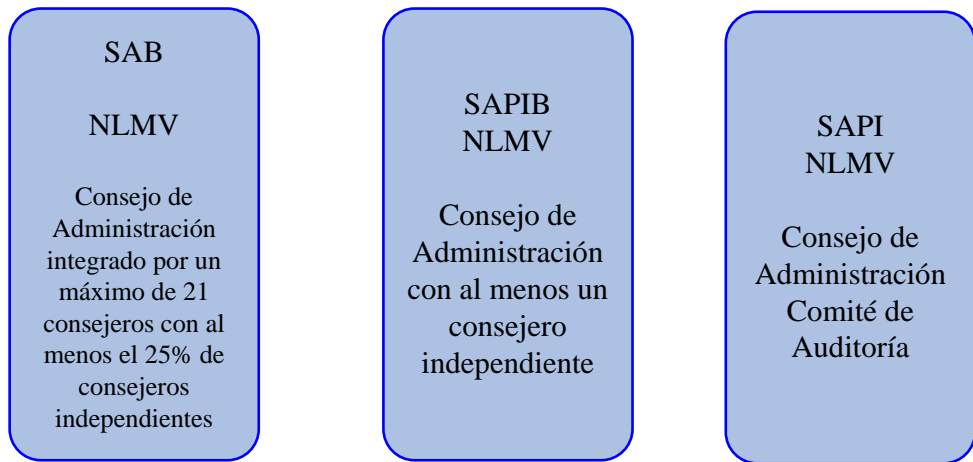 SAB
NLMV
Consejo de
Administración
integrado por un
máximo de 21
consejeros con al
menos el 25% de
consejeros
independientes
SAPIB
NLMV
Consejo de
Administración
con al menos un
consejero
independiente
SAPI
NLMV
Consejo de
Administración
Comité de
Auditoría